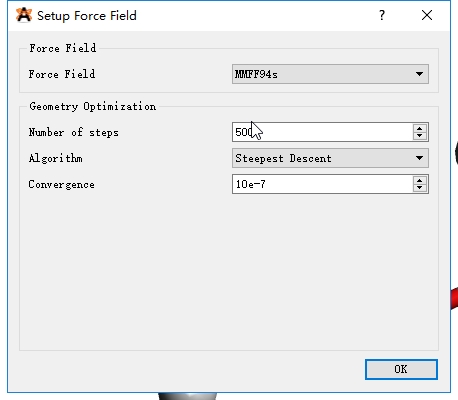 Setup Force Field
?
Force Field
Force Field MMFF94s
Geometry Optimization
Number of steps 500
Algorithm Steepest Descent
Convergence 10e-7
OK